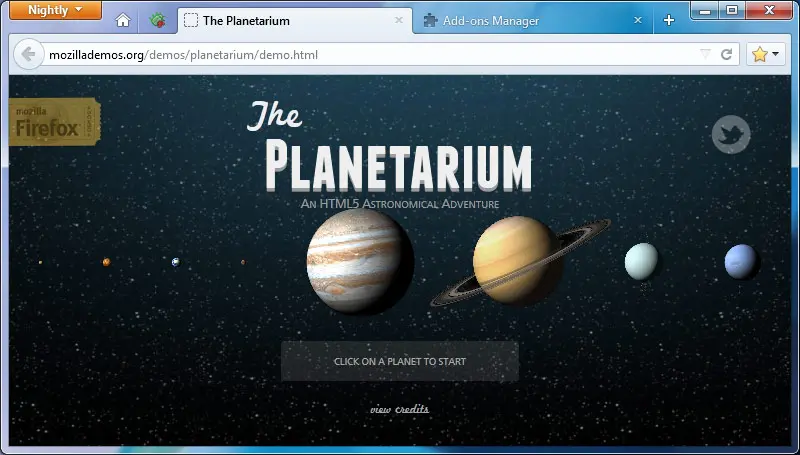 Nightly
The Planetarium
Add-ons Manager
mozillademos.org/demos/planetarium/demo.html
mozilla
Firefox
The
PLANETARIUM
AN HTML5 ASTRONOMICAL ADVENTURE
CLICK ON A PLANET TO START
view credits